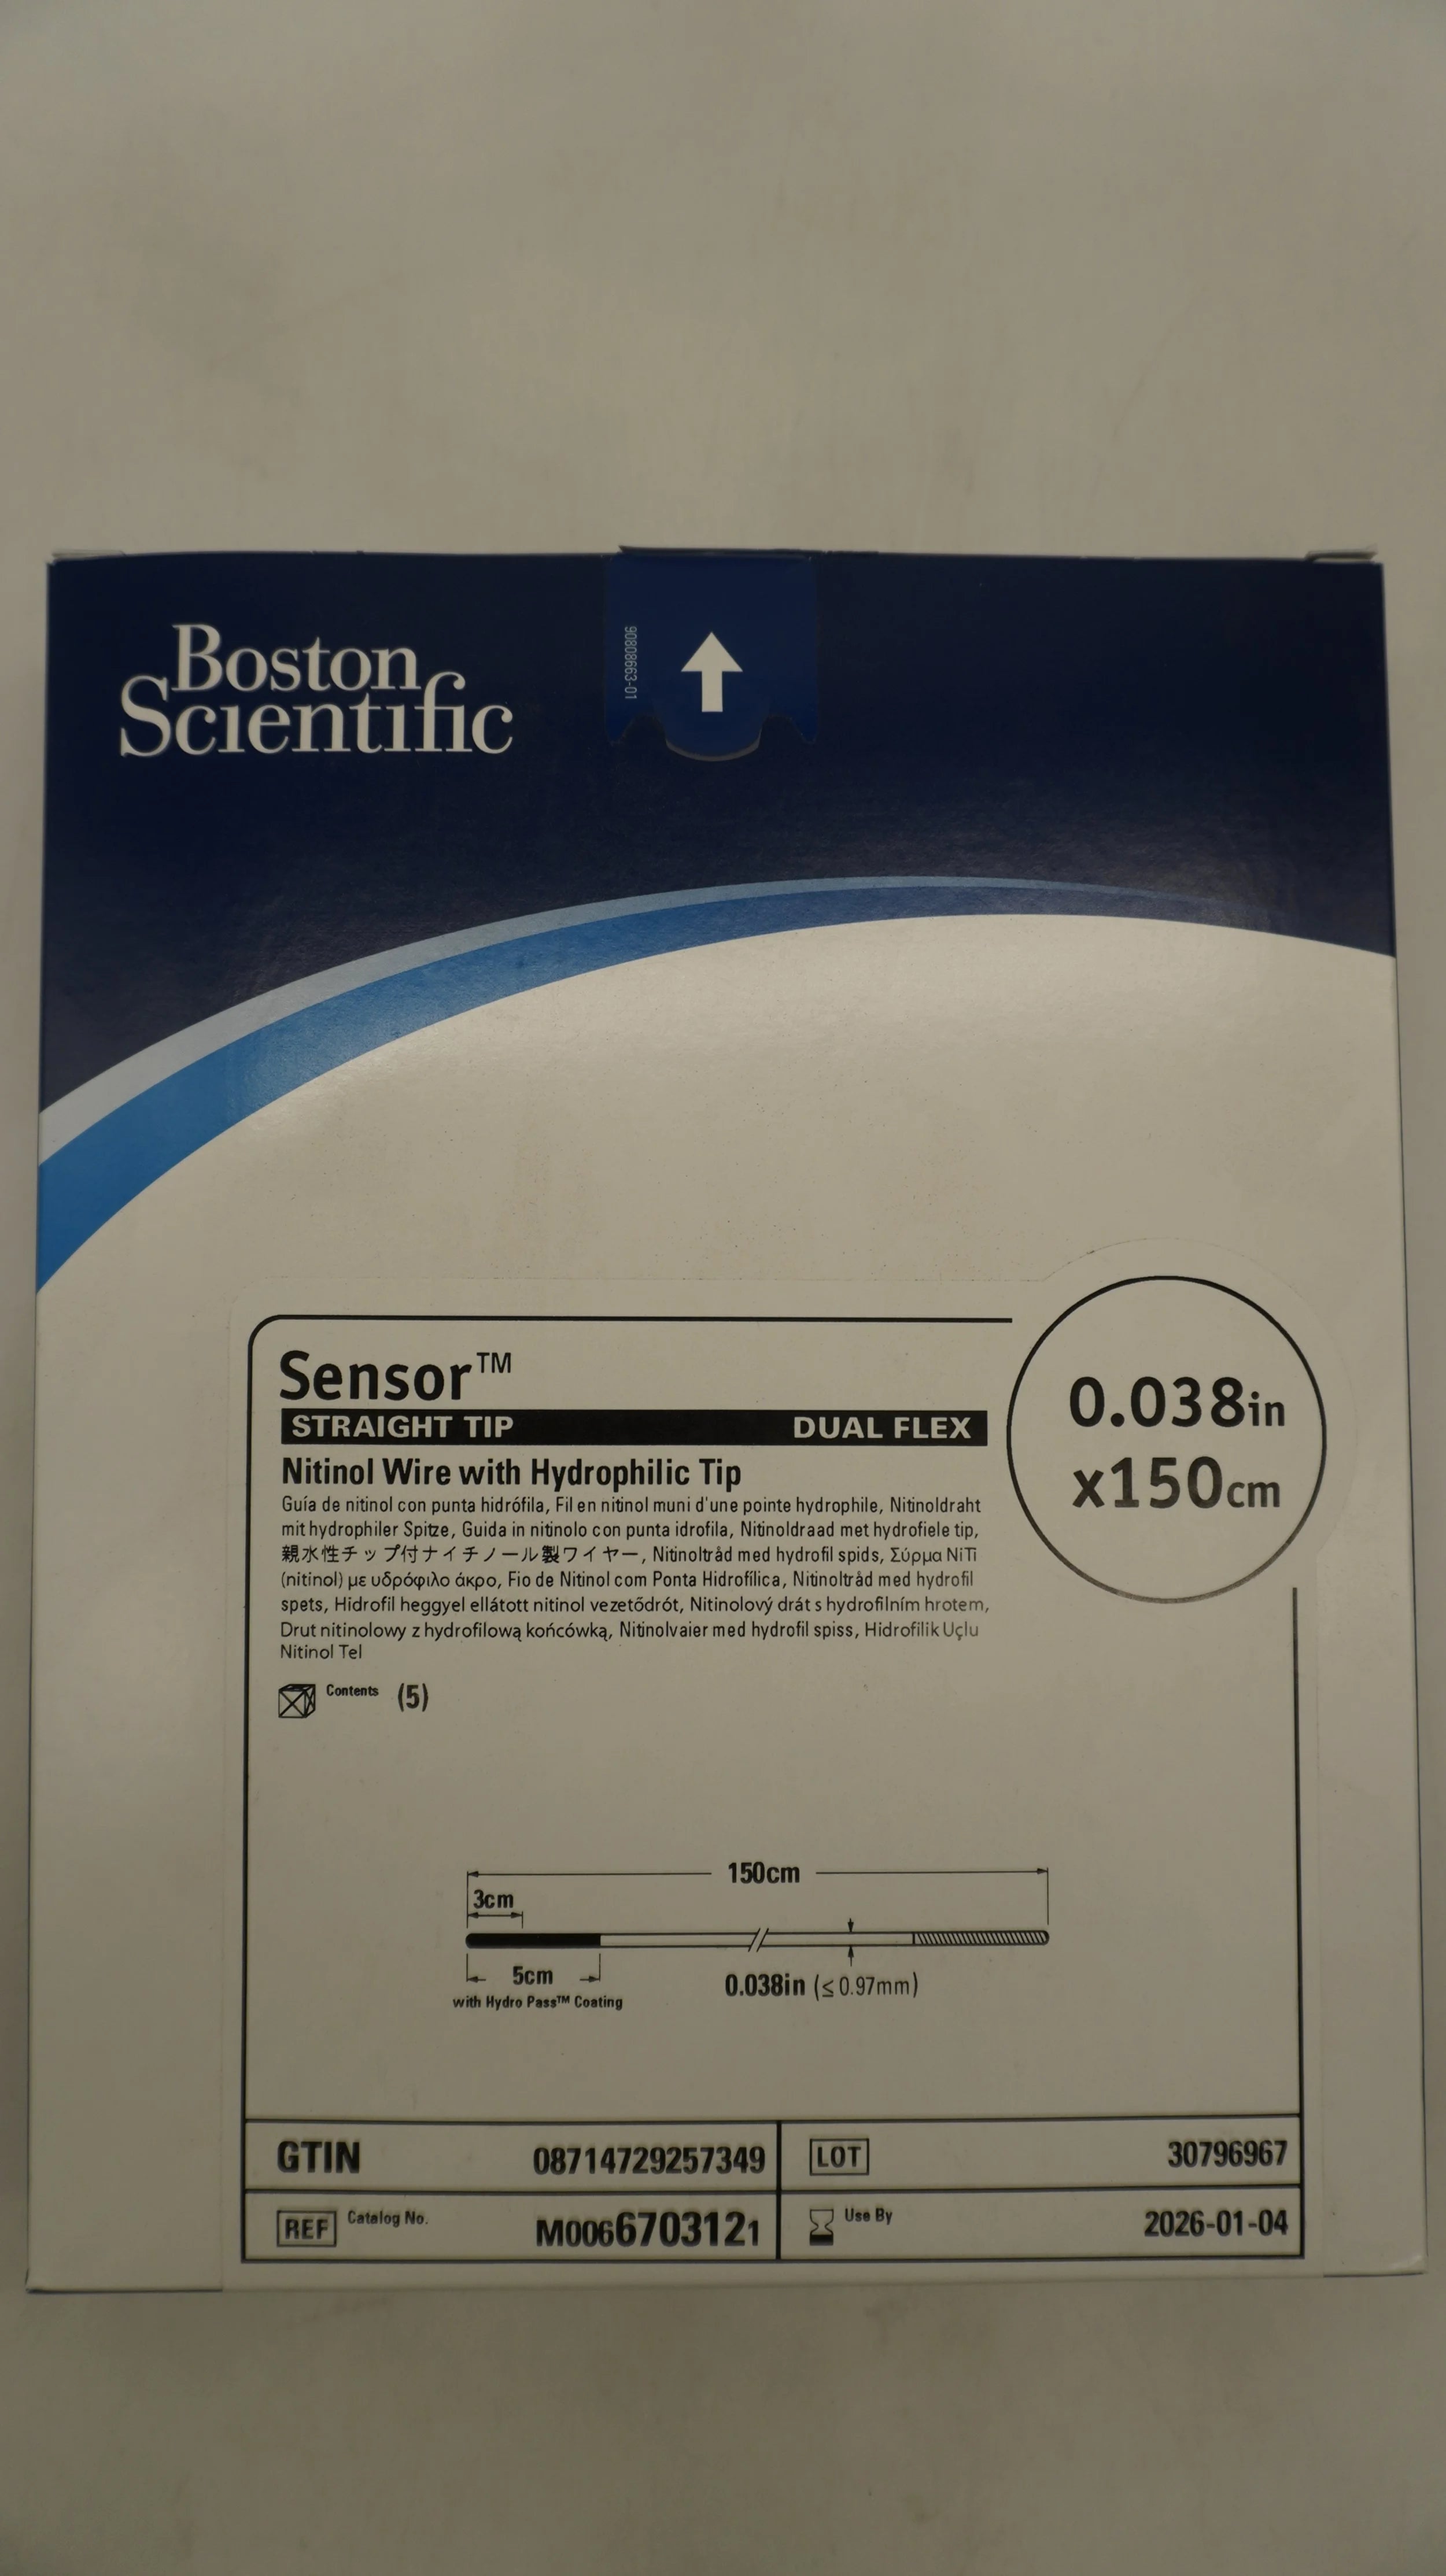 Boston
Scientific
90808663-01
Sensor™
STRAIGHT TIP DUAL FLEX
0.038in
x150cm
Nitinol Wire with Hydrophilic Tip
Guía de nitinol con punta hidrófila, Fil en nitinol muni d'une pointe hydrophile, Nitinoldraht
mit hydrophiler Spitze, Guida in nitinolo con punta idrofila, Nitinoldraad met hydrofiele tip,
親水性チップ付ナイチノール製ワイヤー, Nitinoltråd med hydrofil spids, Σύρμα NiTi
(nitinol) με υδρόφιλο άκρο, Fio de Nitinol com Ponta Hidrofílica, Nitinoltråd med hydrofil
spets, Hidrofil heggyel ellátott nitinol vezetődrót, Nitinolový drát s hydrofilním hrotem,
Drut nitinolowy z hydrofilową końcówką, Nitinolvaier med hydrofil spiss, Hidrofilik Uçlu
Nitinol Tel
Contents (5)
150cm
3cm
5cm
with Hydro Pass™ Coating
0.038in (≤ 0.97mm)
GTIN 08714729257349
LOT 30796967
REF Catalog No. M0066703121
Use By 2026-01-04